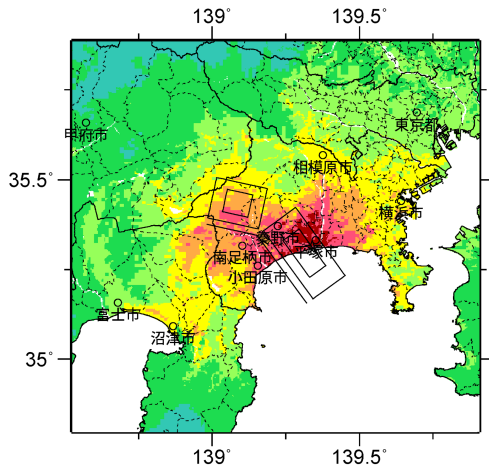 139°
139.5°
甲府市
東京都
相模原市
35.5°
横浜市
秦野市
平塚市
南足柄市
小田原市
富士市
沼津市
35°
139°
139.5°